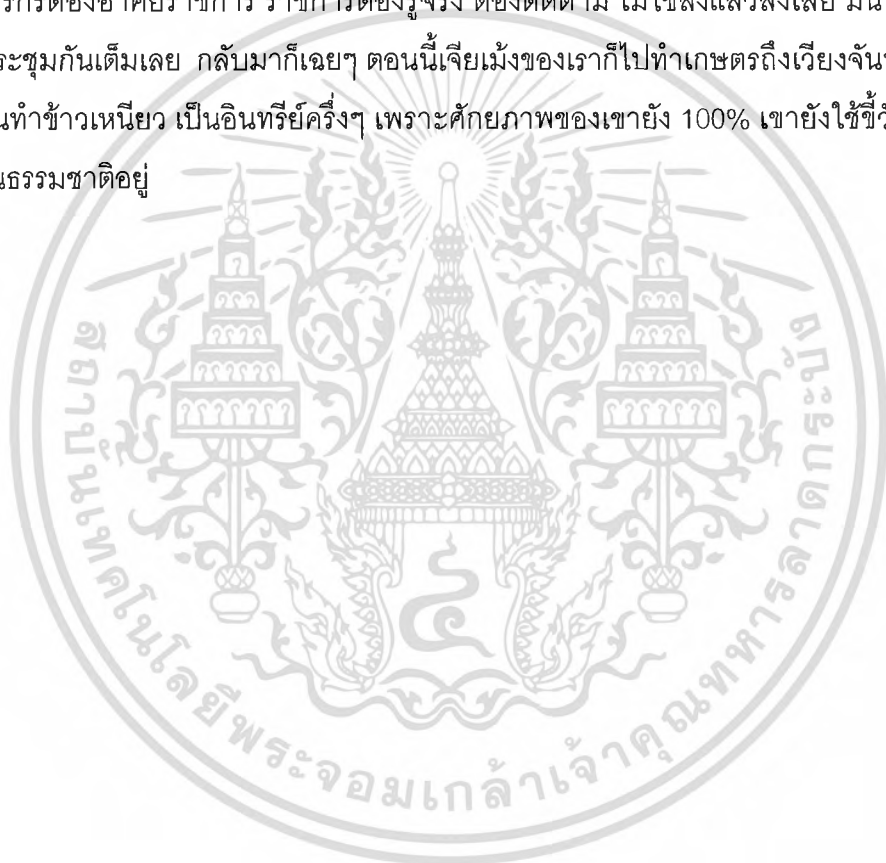 รกรต้องอาศัยราชการ ราชการต้องรู้จริง ต้องติดตาม ไม่ใช่สั่งแล้วสั่งเลย
ระชุมกันเต็มเลย กลับมาก็เฉยๆ ตอนนี้เจียเม้งของเราก็ไปทำเกษตรถึงเวียงจันท
นทำข้าวเหนียว เป็นอินทรีย์ครึ่งๆ เพราะศักยภาพของเขายัง 100% เขายังใช้ขี้วั
นธรรมชาติอยู่
สถาบันเทคโนโลยีพระจอมเกล้าเจ้าคุณทหารลาดกระบัง